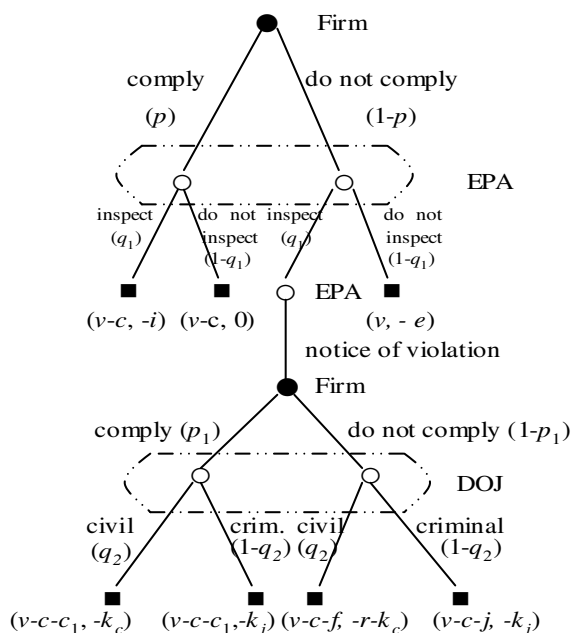 Firm
comply
do not comply
(p)
(1-p)
EPA
inspect
do not
inspect
do not
(q1)
inspect
(q1)
inspect
(1-q1)
(1-q1)
EPA
(v-c, -i)
(v-c, 0)
(v, - e)
notice of violation
Firm
comply (p1)
do not comply (1-p1)
DOJ
civil
crim.
civil
criminal
(q2)
(1-q2)
(q2)
(1-q2)
(v-c-c1, -kc)
(v-c-c1,-kj)
(v-c-f, -r-kc)
(v-c-j, -kj)